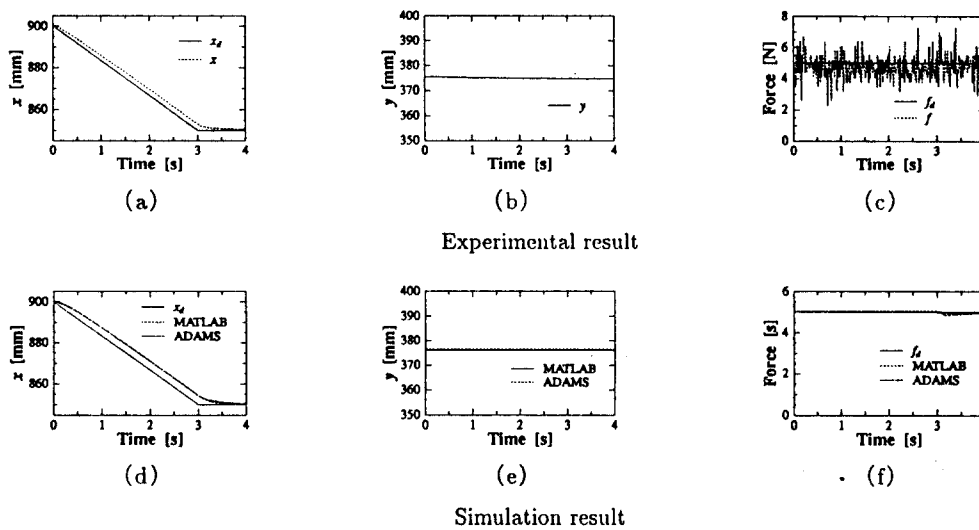 900
880
860
x [mm]
x_d
x
0 1 2 3 4
Time [s]
(a)
400
390
380
370
360
350
y [mm]
y
0 1 2 3 4
Time [s]
(b)
8
6
4
2
0
Force [N]
f_d
f
0 1 2 3
Time [s]
(c)
Experimental result
900
880
860
x [mm]
x_d
MATLAB
ADAMS
0 1 2 3 4
Time [s]
(d)
400
390
380
370
360
350
y [mm]
MATLAB
ADAMS
0 1 2 3 4
Time [s]
(e)
6
4
2
0
Force [s]
f_d
MATLAB
ADAMS
0 1 2 3
Time [s]
(f)
Simulation result